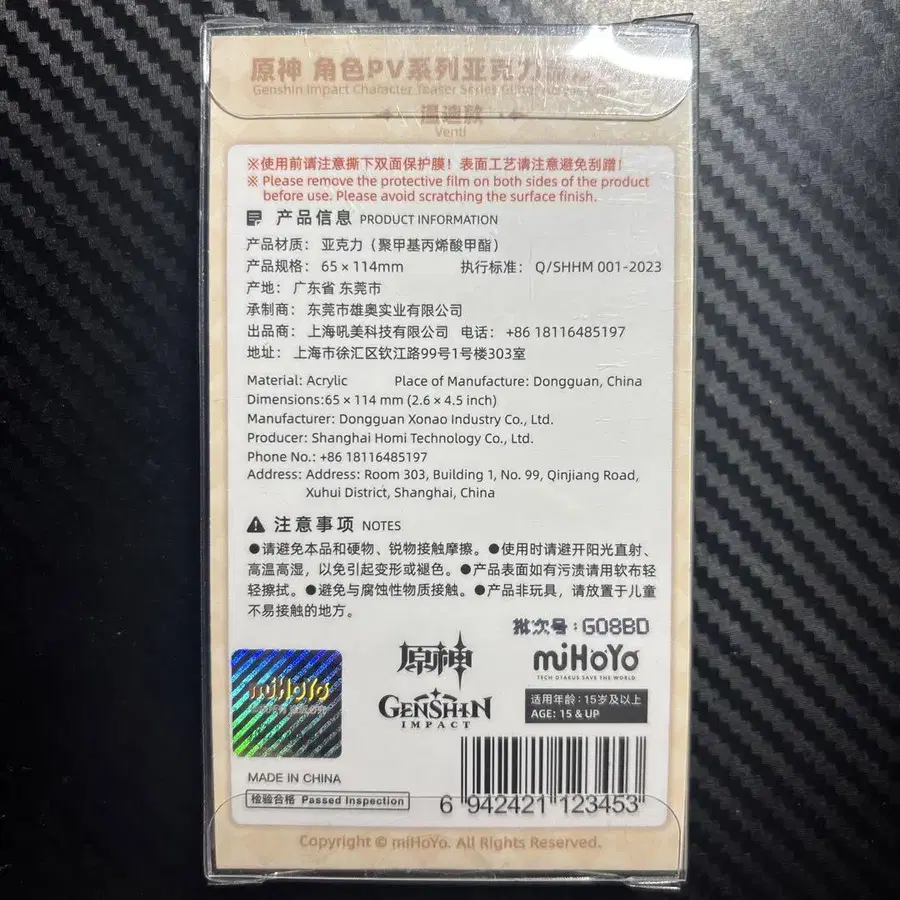 原神 角色PV系列亚克力
Genshin Impact Character Teaser Series Glitter
温迪款
Venti
※使用前请注意撕下双面保护膜！表面工艺请注意避免刮蹭！
※ Please remove the protective film on both sides of the product
before use. Please avoid scratching the surface finish.
产品信息 PRODUCT INFORMATION
产品材质： 亚克力（聚甲基丙烯酸甲酯）
产品规格： 65×114mm 执行标准： Q/SHHM 001-2023
产地： 广东省 东莞市
承制商： 东莞市雄奥实业有限公司
出品商： 上海吼美科技有限公司 电话： +86 18116485197
地址： 上海市徐汇区钦江路99号1号楼303室
Material: Acrylic Place of Manufacture: Dongguan, China
Dimensions:65×114 mm (2.6×4.5 inch)
Manufacturer: Dongguan Xonao Industry Co., Ltd.
Producer: Shanghai Homi Technology Co., Ltd.
Phone No.: +86 18116485197
Address: Address: Room 303, Building 1, No. 99, Qinjiang Road,
Xuhui District, Shanghai, China
注意事项 NOTES
●请避免本品和硬物、锐物接触摩擦。●使用时请避开阳光直射、
高温高湿，以免引起变形或褪色。●产品表面如有污渍请用软布轻
轻擦拭。●避免与腐蚀性物质接触。●产品非玩具，请放置于儿童
不易接触的地方。
批次号：G08BD
miHoYo
原神
miHoYo
TECH OTAKUS SAVE THE WORLD
GENSHIN
IMPACT
适用年龄：15岁及以上
AGE: 15 & UP
MADE IN CHINA
检验合格 Passed Inspection
6 942421 123453
Copyright © miHoYo. All Rights Reserved.